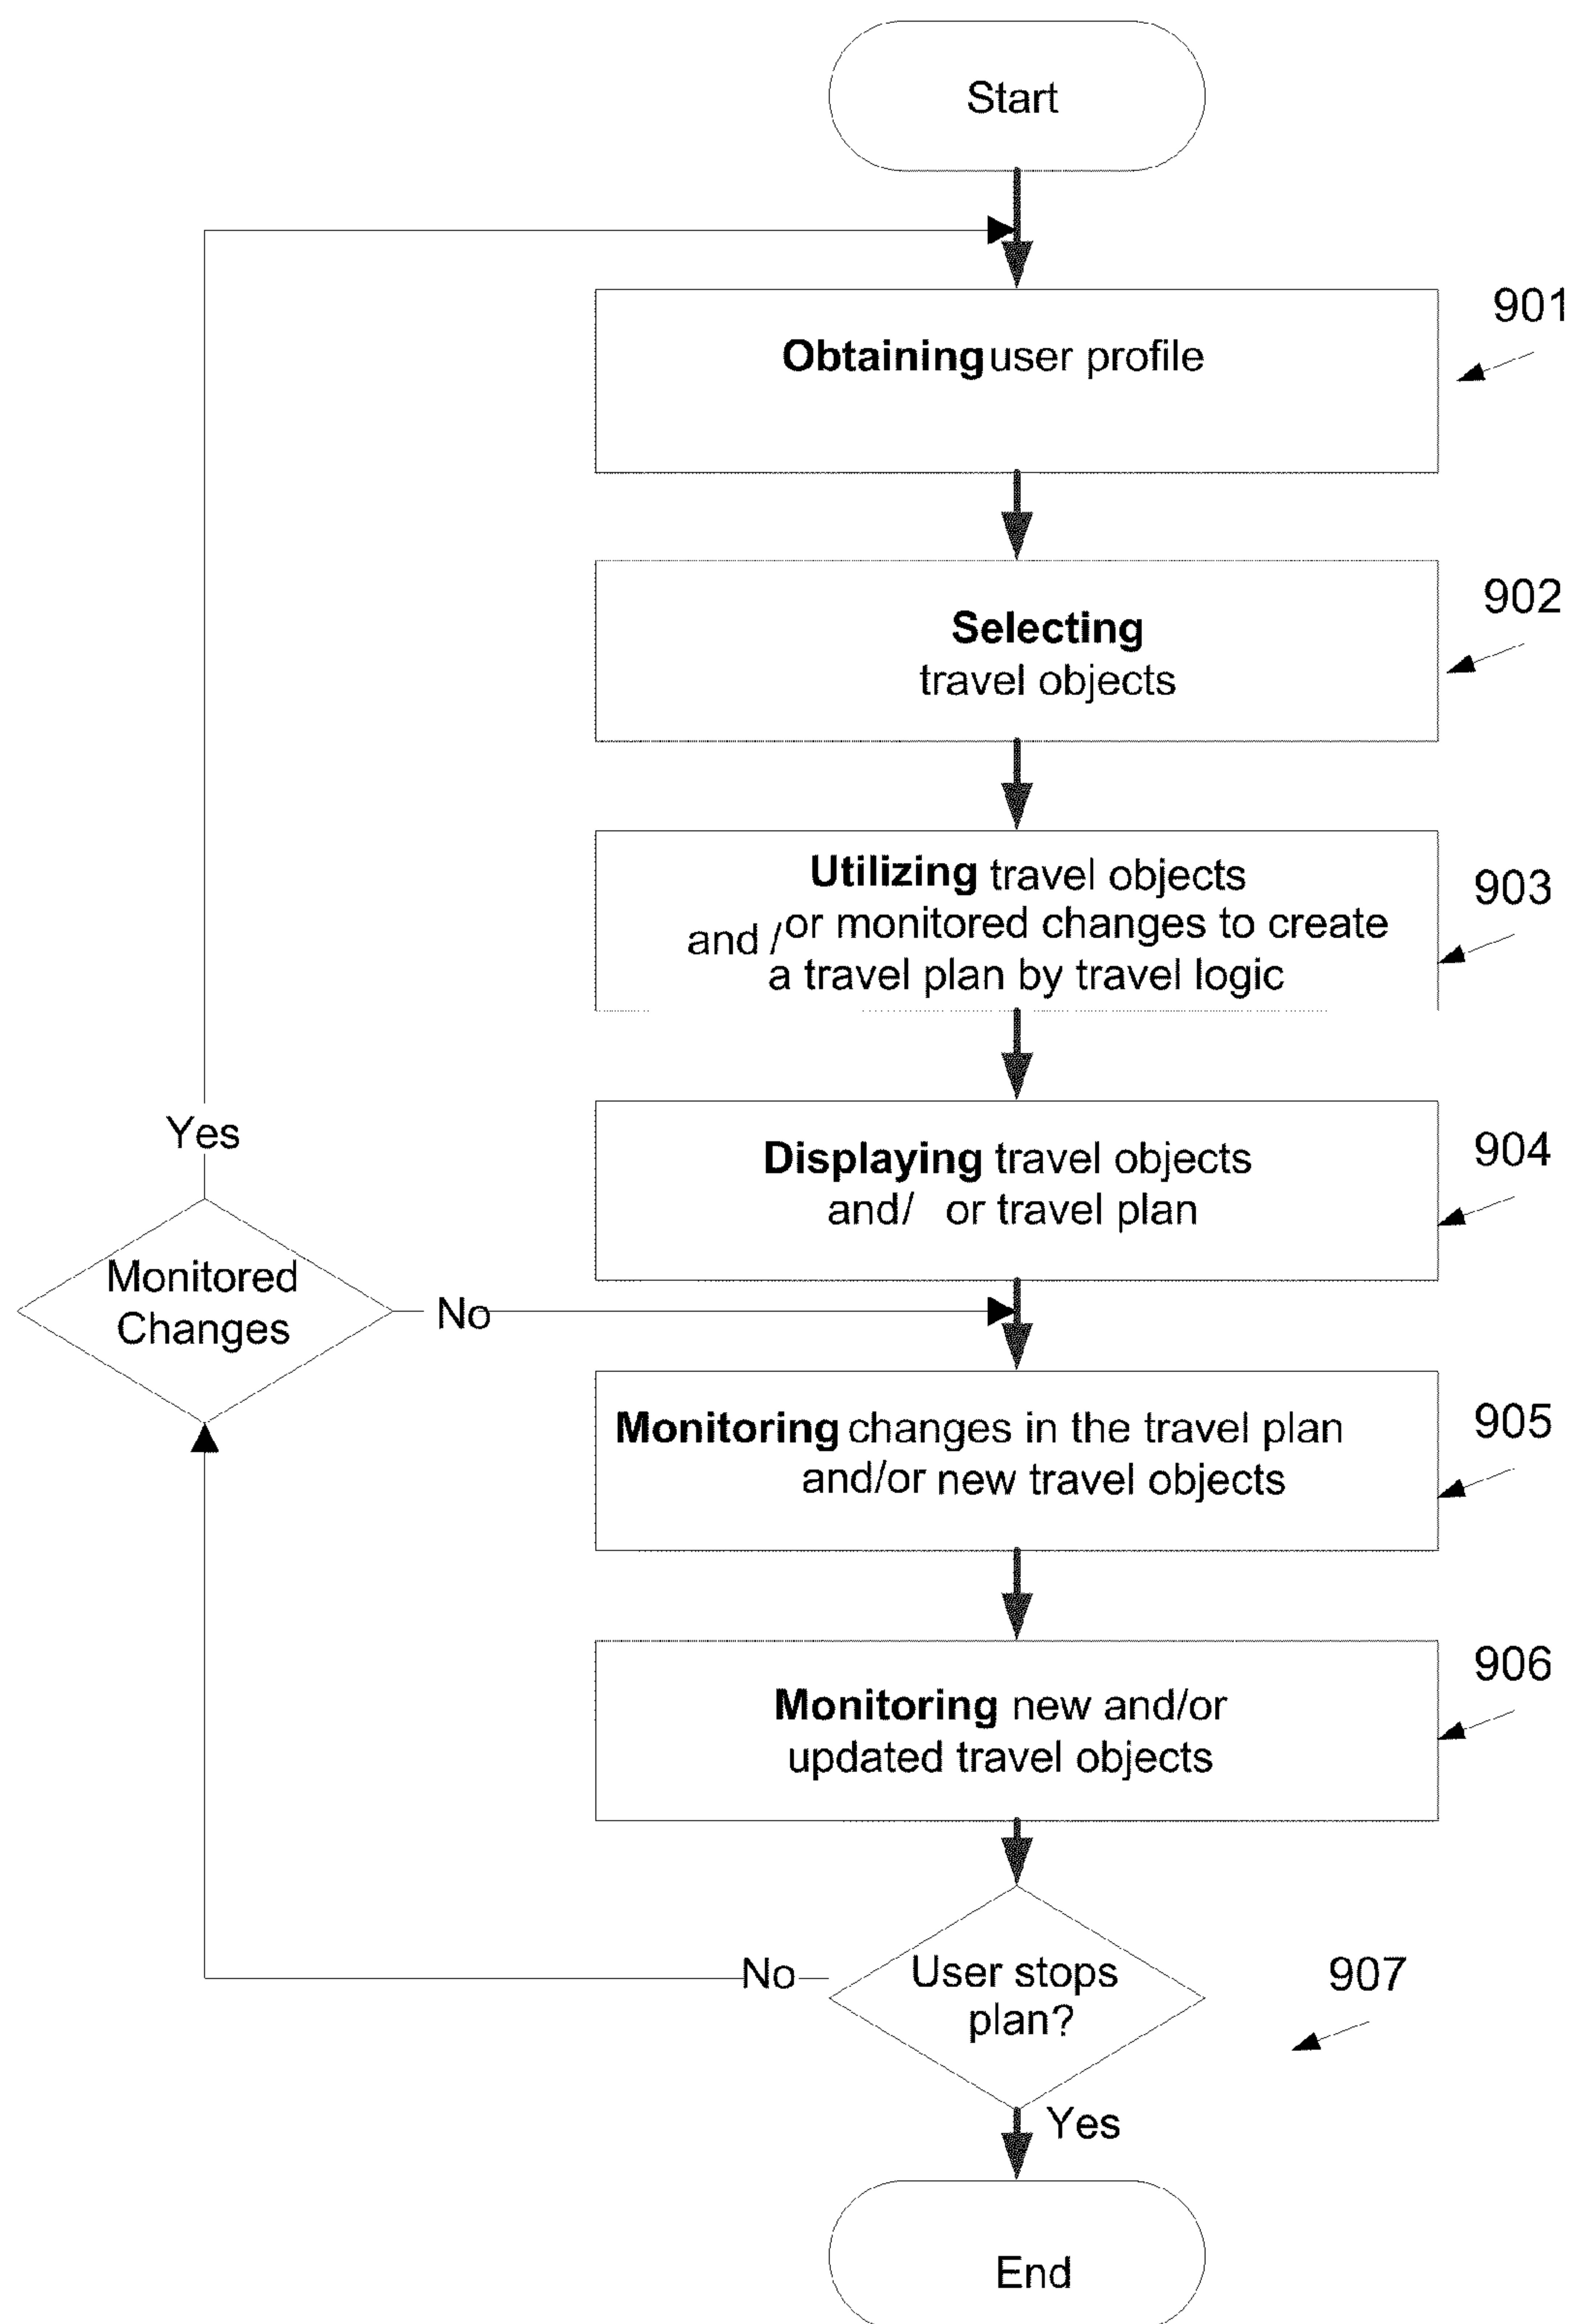 Start
901
Obtaining user profile
902
Selecting
travel objects
903
Utilizing travel objects
and / or monitored changes to create
a travel plan by travel logic
Yes
904
Displaying travel objects
and/ or travel plan
Monitored
Changes
No
905
Monitoring changes in the travel plan
and/or new travel objects
906
Monitoring new and/or
updated travel objects
No
User stops
plan?
907
Yes
End